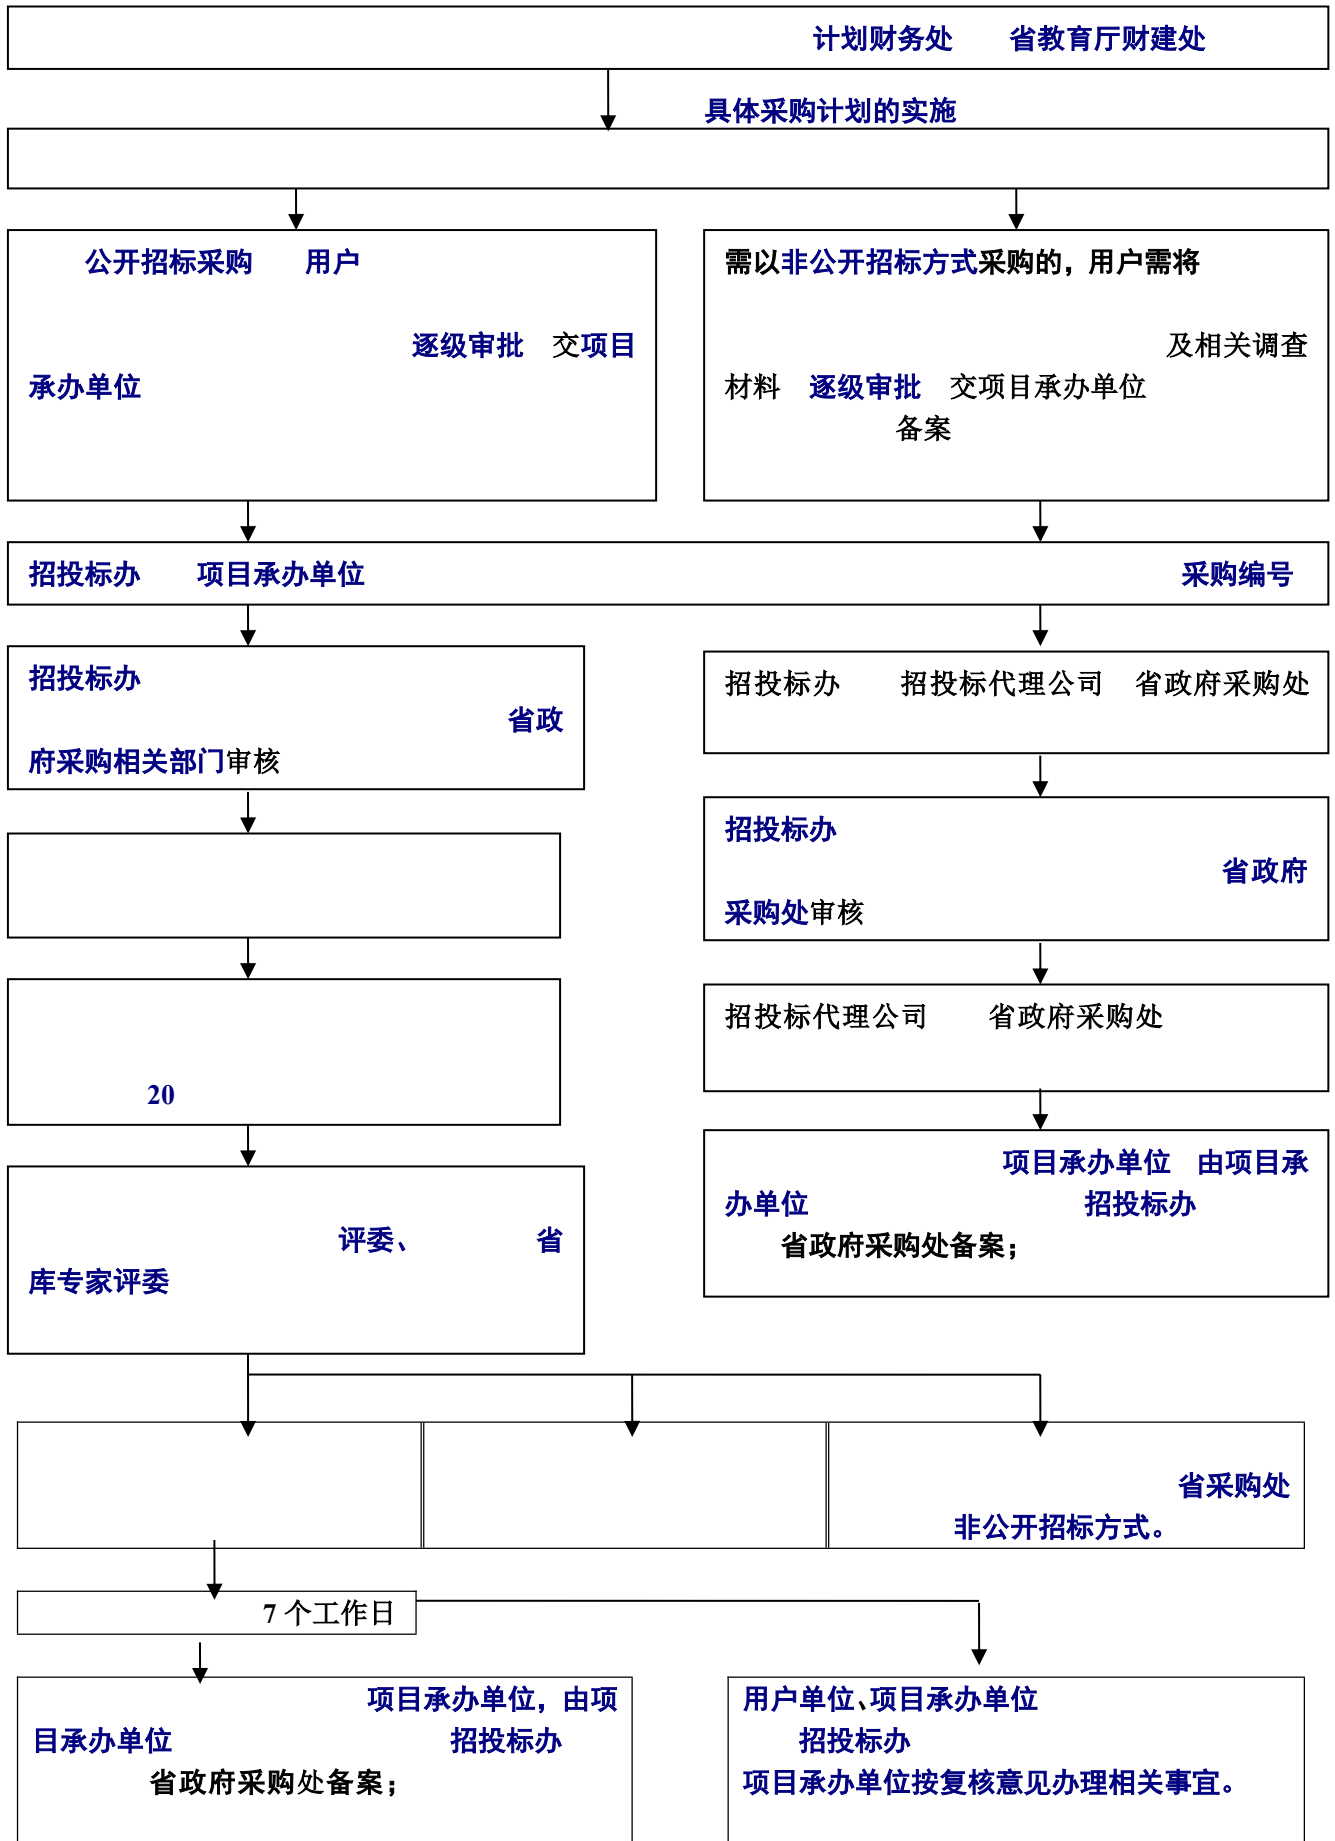 计划财务处 省教育厅财建处
具体采购计划的实施
公开招标采购 用户
逐级审批 交项目
承办单位
需以非公开招标方式采购的，用户需将
及相关调查
材料 逐级审批 交项目承办单位
备案
招投标办 项目承办单位 采购编号
招投标办
省政
府采购相关部门审核
招投标办 招投标代理公司 省政府采购处
招投标办
省政府
采购处审核
招投标代理公司 省政府采购处
20
项目承办单位 由项目承
办单位 招投标办
省政府采购处备案；
评委、 省
库专家评委
省采购处
非公开招标方式。
7 个工作日
项目承办单位，由项
目承办单位 招投标办
省政府采购处备案；
用户单位、项目承办单位
招投标办
项目承办单位按复核意见办理相关事宜。